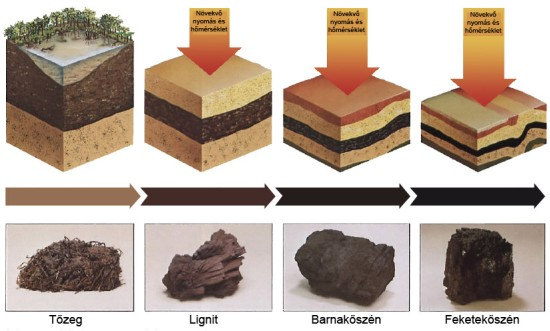 Növekvő
nyomás és
hőmérséklet
Növekvő
nyomás és
hőmérséklet
Növekvő
nyomás és
hőmérséklet
Tőzeg
Lignit
Barnakőszén
Feketekőszén